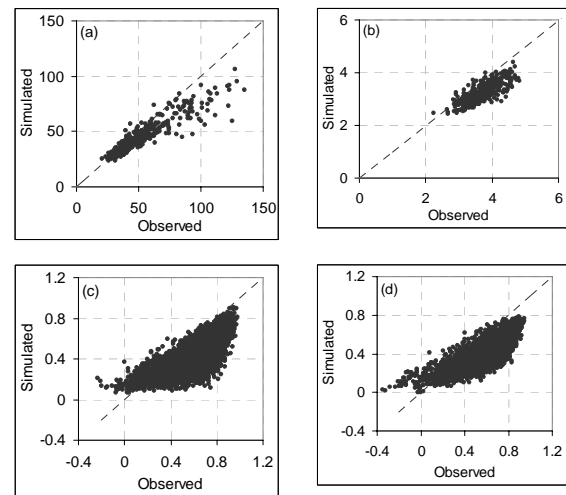 (a)
150
100
50
0
0 50 100 150
Simulated
Observed
(b)
6
4
2
0
0 2 4 6
Simulated
Observed
(c)
1.2
0.8
0.4
0
-0.4
-0.4 0 0.4 0.8 1.2
Simulated
Observed
(d)
1.2
0.8
0.4
0
-0.4
-0.4 0 0.4 0.8 1.2
Simulated
Observed